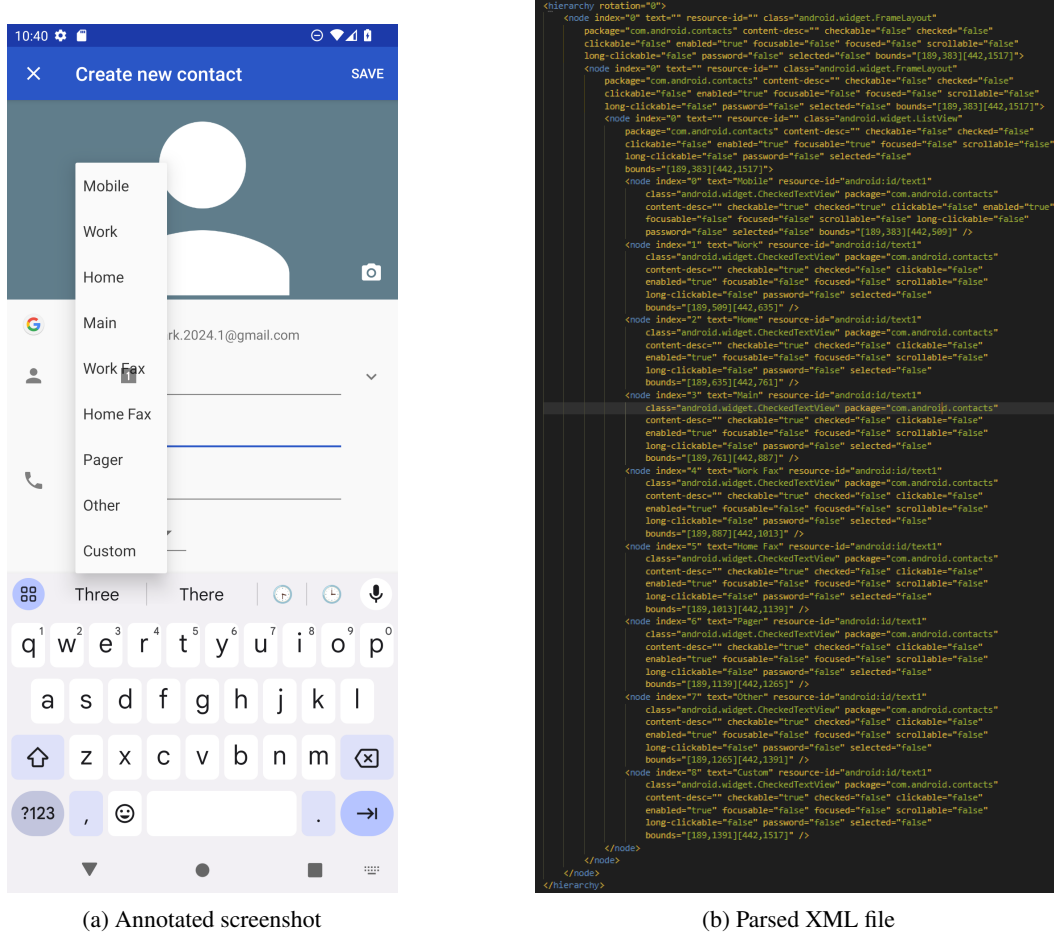 10:40
Create new contact
SAVE
Mobile
Work
Home
Main
Work Fax
1
Home Fax
Pager
Other
Custom
G
rk.2024.1@gmail.com
Three There
q1 w2 e3 r4 t5 y6 u7 i8 o9 p0
a s d f g h j k l
z x c v b n m
?123 , .
(a) Annotated screenshot
<hierarchy rotation="0">
<node index="0" text="" resource-id="" class="android.widget.FrameLayout"
package="com.android.contacts" content-desc="" checkable="false" checked="false"
clickable="false" enabled="true" focusable="false" focused="false" scrollable="false"
long-clickable="false" password="false" selected="false" bounds="[189,383][442,1517]">
<node index="0" text="" resource-id="" class="android.widget.FrameLayout"
package="com.android.contacts" content-desc="" checkable="false" checked="false"
clickable="false" enabled="true" focusable="false" focused="false" scrollable="false"
long-clickable="false" password="false" selected="false" bounds="[189,383][442,1517]">
<node index="0" text="" resource-id="" class="android.widget.ListView"
package="com.android.contacts" content-desc="" checkable="false" checked="false"
clickable="false" enabled="true" focusable="true" focused="false" scrollable="false"
long-clickable="false" password="false" selected="false"
bounds="[189,383][442,1517]">
<node index="0" text="Mobile" resource-id="android:id/text1"
class="android.widget.CheckedTextView" package="com.android.contacts"
content-desc="" checkable="true" checked="true" clickable="false" enabled="true"
focusable="false" focused="false" scrollable="false" long-clickable="false"
password="false" selected="false" bounds="[189,383][442,509]" />
<node index="1" text="Work" resource-id="android:id/text1"
class="android.widget.CheckedTextView" package="com.android.contacts"
content-desc="" checkable="true" checked="false" clickable="false"
enabled="true" focusable="false" focused="false" scrollable="false"
long-clickable="false" password="false" selected="false"
bounds="[189,509][442,635]" />
<node index="2" text="Home" resource-id="android:id/text1"
class="android.widget.CheckedTextView" package="com.android.contacts"
content-desc="" checkable="true" checked="false" clickable="false"
enabled="true" focusable="false" focused="false" scrollable="false"
long-clickable="false" password="false" selected="false"
bounds="[189,635][442,761]" />
<node index="3" text="Main" resource-id="android:id/text1"
class="android.widget.CheckedTextView" package="com.android.contacts"
content-desc="" checkable="true" checked="false" clickable="false"
enabled="true" focusable="false" focused="false" scrollable="false"
long-clickable="false" password="false" selected="false"
bounds="[189,761][442,887]" />
<node index="4" text="Work Fax" resource-id="android:id/text1"
class="android.widget.CheckedTextView" package="com.android.contacts"
content-desc="" checkable="true" checked="false" clickable="false"
enabled="true" focusable="false" focused="false" scrollable="false"
long-clickable="false" password="false" selected="false"
bounds="[189,887][442,1013]" />
<node index="5" text="Home Fax" resource-id="android:id/text1"
class="android.widget.CheckedTextView" package="com.android.contacts"
content-desc="" checkable="true" checked="false" clickable="false"
enabled="true" focusable="false" focused="false" scrollable="false"
long-clickable="false" password="false" selected="false"
bounds="[189,1013][442,1139]" />
<node index="6" text="Pager" resource-id="android:id/text1"
class="android.widget.CheckedTextView" package="com.android.contacts"
content-desc="" checkable="true" checked="false" clickable="false"
enabled="true" focusable="false" focused="false" scrollable="false"
long-clickable="false" password="false" selected="false"
bounds="[189,1139][442,1265]" />
<node index="7" text="Other" resource-id="android:id/text1"
class="android.widget.CheckedTextView" package="com.android.contacts"
content-desc="" checkable="true" checked="false" clickable="false"
enabled="true" focusable="false" focused="false" scrollable="false"
long-clickable="false" password="false" selected="false"
bounds="[189,1265][442,1391]" />
<node index="8" text="Custom" resource-id="android:id/text1"
class="android.widget.CheckedTextView" package="com.android.contacts"
content-desc="" checkable="true" checked="false" clickable="false"
enabled="true" focusable="false" focused="false" scrollable="false"
long-clickable="false" password="false" selected="false"
bounds="[189,1391][442,1517]" />
</node>
</node>
</node>
</hierarchy>
(b) Parsed XML file